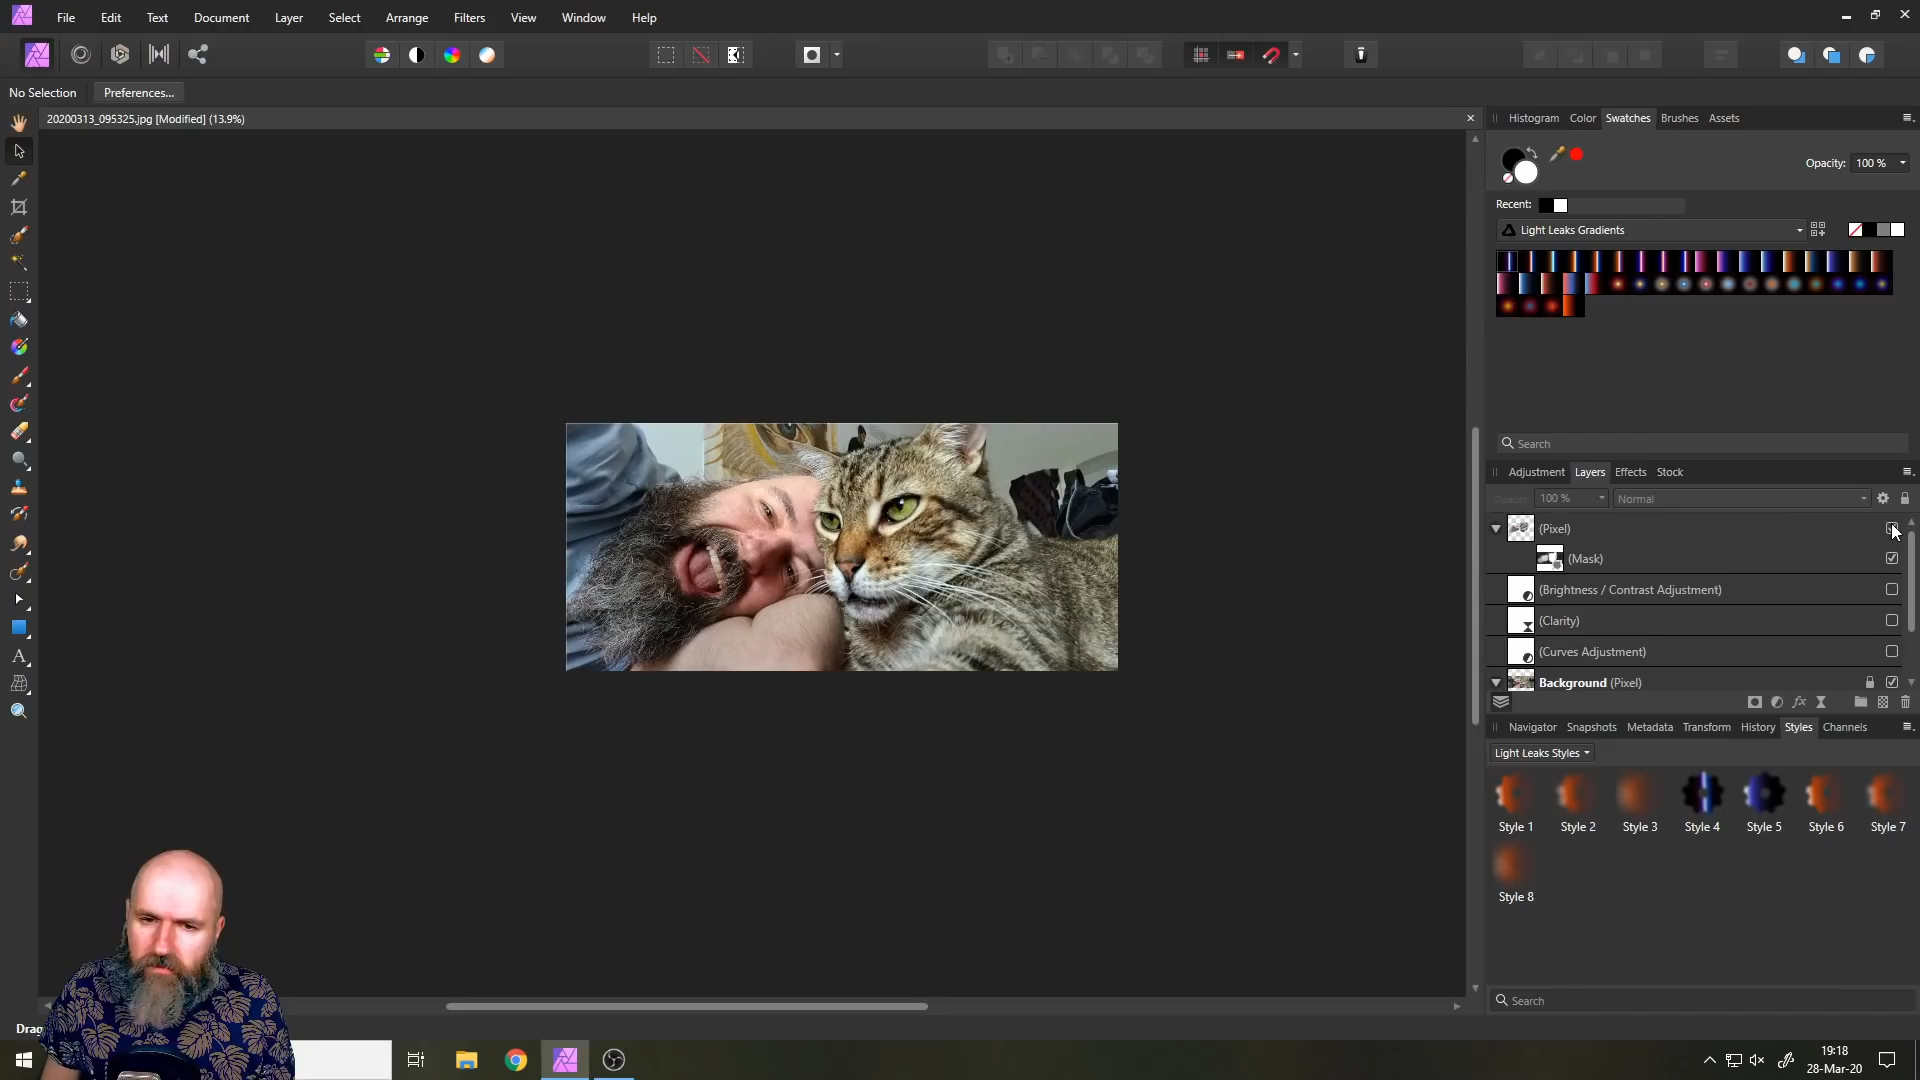 File Edit Text Document Layer Select Arrange Filters View Window Help
No Selection Preferences...
20200313_095325.jpg [Modified] (13.9%)
Histogram Color Swatches Brushes Assets
Opacity: 100 %
Recent:
Light Leaks Gradients
Search
Adjustment Layers Effects Stock
Opacity: 100 % Normal
(Pixel)
(Mask)
(Brightness / Contrast Adjustment)
(Clarity)
(Curves Adjustment)
Background (Pixel)
fx
Navigator Snapshots Metadata Transform History Styles Channels
Light Leaks Styles
Style 1 Style 2 Style 3 Style 4 Style 5 Style 6 Style 7
Style 8
Search
Drag
19:18
28-Mar-20